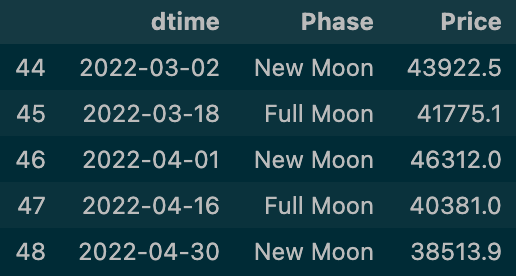 dtime Phase Price
44 2022-03-02 New Moon 43922.5
45 2022-03-18 Full Moon 41775.1
46 2022-04-01 New Moon 46312.0
47 2022-04-16 Full Moon 40381.0
48 2022-04-30 New Moon 38513.9